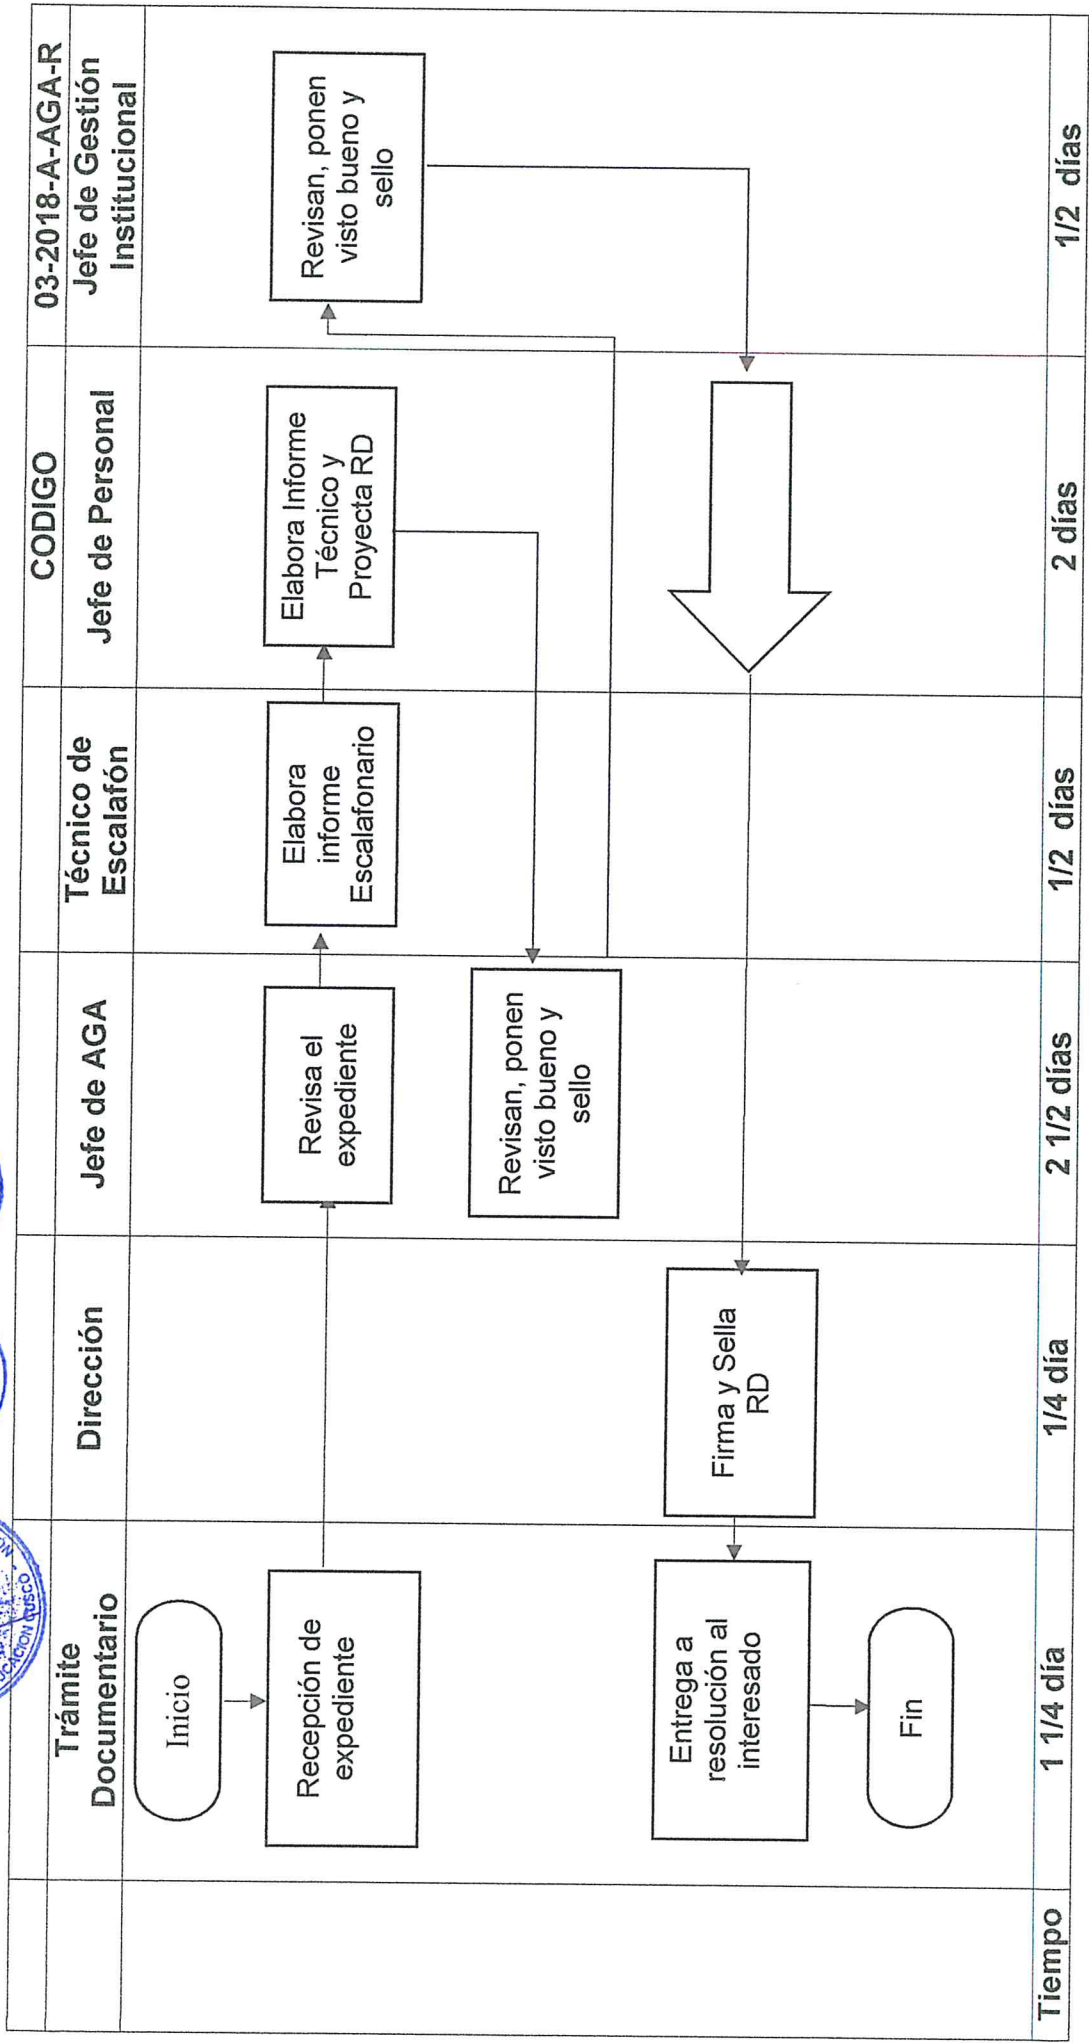 CODIGO
03-2018-A-AGA-R
Trámite
Documentario
Dirección
Jefe de AGA
Técnico de
Escalafón
Jefe de Personal
Jefe de Gestión
Institucional
Inicio
Recepción de
expediente
Revisa el
expediente
Elabora
informe
Escalafonario
Elabora Informe
Técnico y
Proyecta RD
Revisan, ponen
visto bueno y
sello
Revisan, ponen
visto bueno y
sello
Firma y Sella
RD
Entrega a
resolución al
interesado
Fin
Tiempo
1 1/4 día
1/4 día
2 1/2 días
1/2 días
2 días
1/2 días
CUSCO